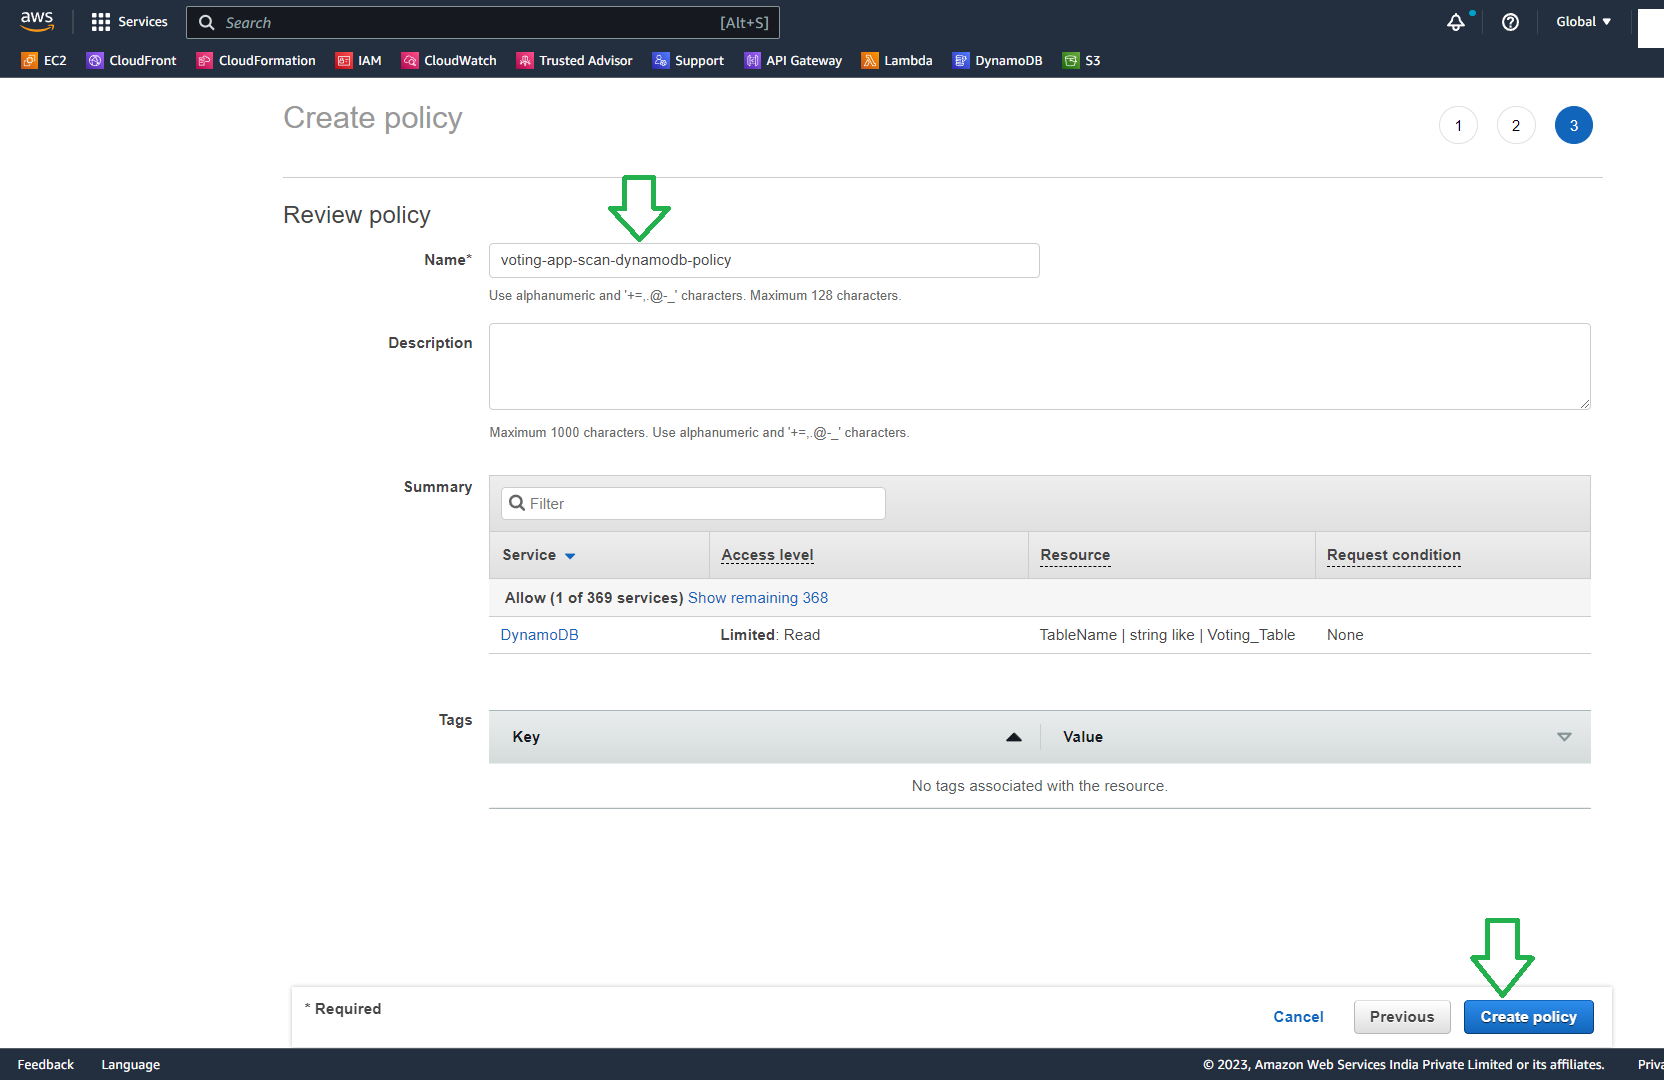 aws Services Search [Alt+S] Global
EC2 CloudFront CloudFormation IAM CloudWatch Trusted Advisor Support API Gateway Lambda DynamoDB S3
Create policy 1 2 3
Review policy
Name* voting-app-scan-dynamodb-policy
Use alphanumeric and '+=,.@-_' characters. Maximum 128 characters.
Description
Maximum 1000 characters. Use alphanumeric and '+=,.@-_' characters.
Summary Filter
Service Access level Resource Request condition
Allow (1 of 369 services) Show remaining 368
DynamoDB Limited: Read TableName | string like | Voting_Table None
Tags Key Value
No tags associated with the resource.
* Required Cancel Previous Create policy
Feedback Language © 2023, Amazon Web Services India Private Limited or its affiliates. Priva